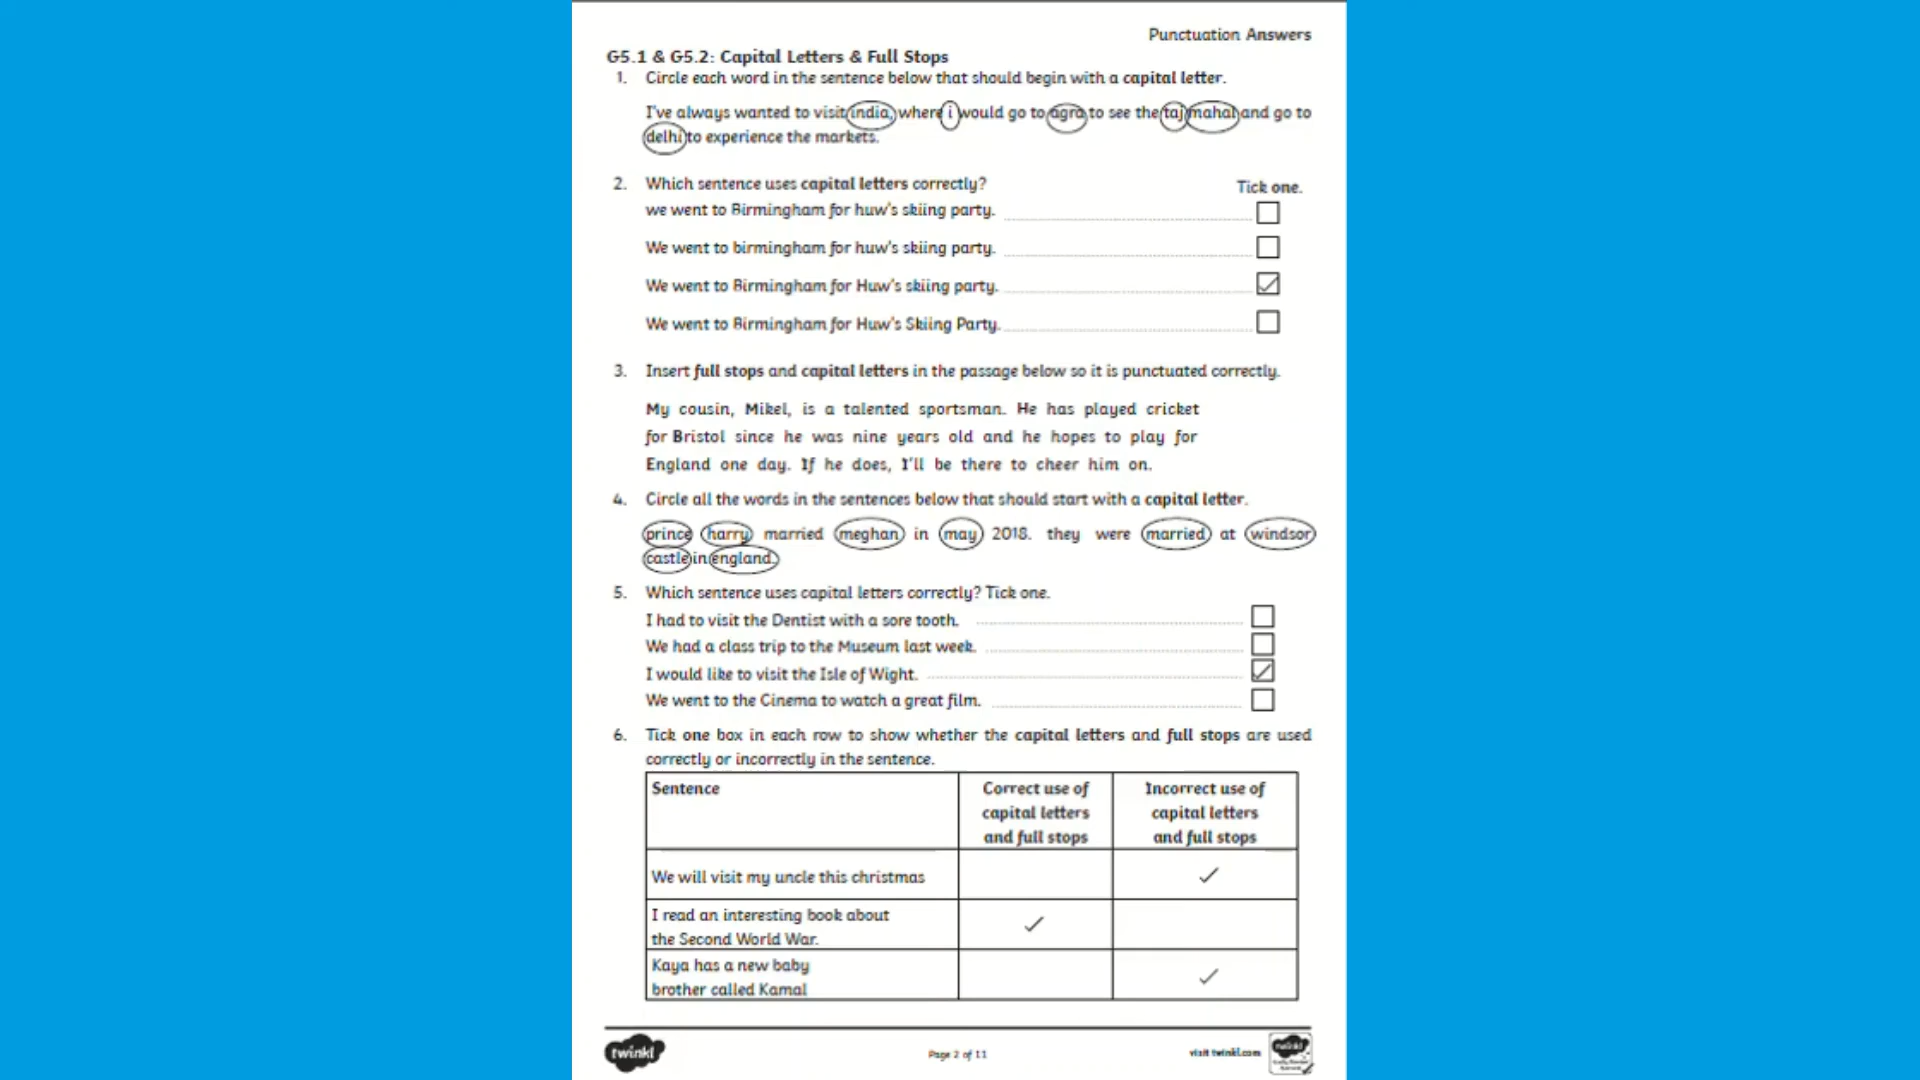 Punctuation Answers
G5.1 & G5.2: Capital Letters & Full Stops
1. Circle each word in the sentence below that should begin with a capital letter.
I've always wanted to visit india, where i would go to agra to see the taj mahal and go to
delhi to experience the markets.
2. Which sentence uses capital letters correctly?
Tick one.
we went to Birmingham for huw's skiing party.
We went to birmingham for huw's skiing party.
We went to Birmingham for Huw's skiing party.
We went to Birmingham for Huw's Skiing Party.
3. Insert full stops and capital letters in the passage below so it is punctuated correctly.
My cousin, Mikel, is a talented sportsman. He has played cricket
for Bristol since he was nine years old and he hopes to play for
England one day. If he does, I'll be there to cheer him on.
4. Circle all the words in the sentences below that should start with a capital letter.
prince harry married meghan in may 2018. they were married at windsor
castle in england.
5. Which sentence uses capital letters correctly? Tick one.
I had to visit the Dentist with a sore tooth.
We had a class trip to the Museum last week.
I would like to visit the Isle of Wight.
We went to the Cinema to watch a great film.
6. Tick one box in each row to show whether the capital letters and full stops are used
correctly or incorrectly in the sentence.
Sentence
Correct use of
capital letters
and full stops
Incorrect use of
capital letters
and full stops
We will visit my uncle this christmas
I read an interesting book about
the Second World War.
Kaya has a new baby
brother called Kamal
twinkl
Page 2 of 11
visit twinkl.com
twinkl